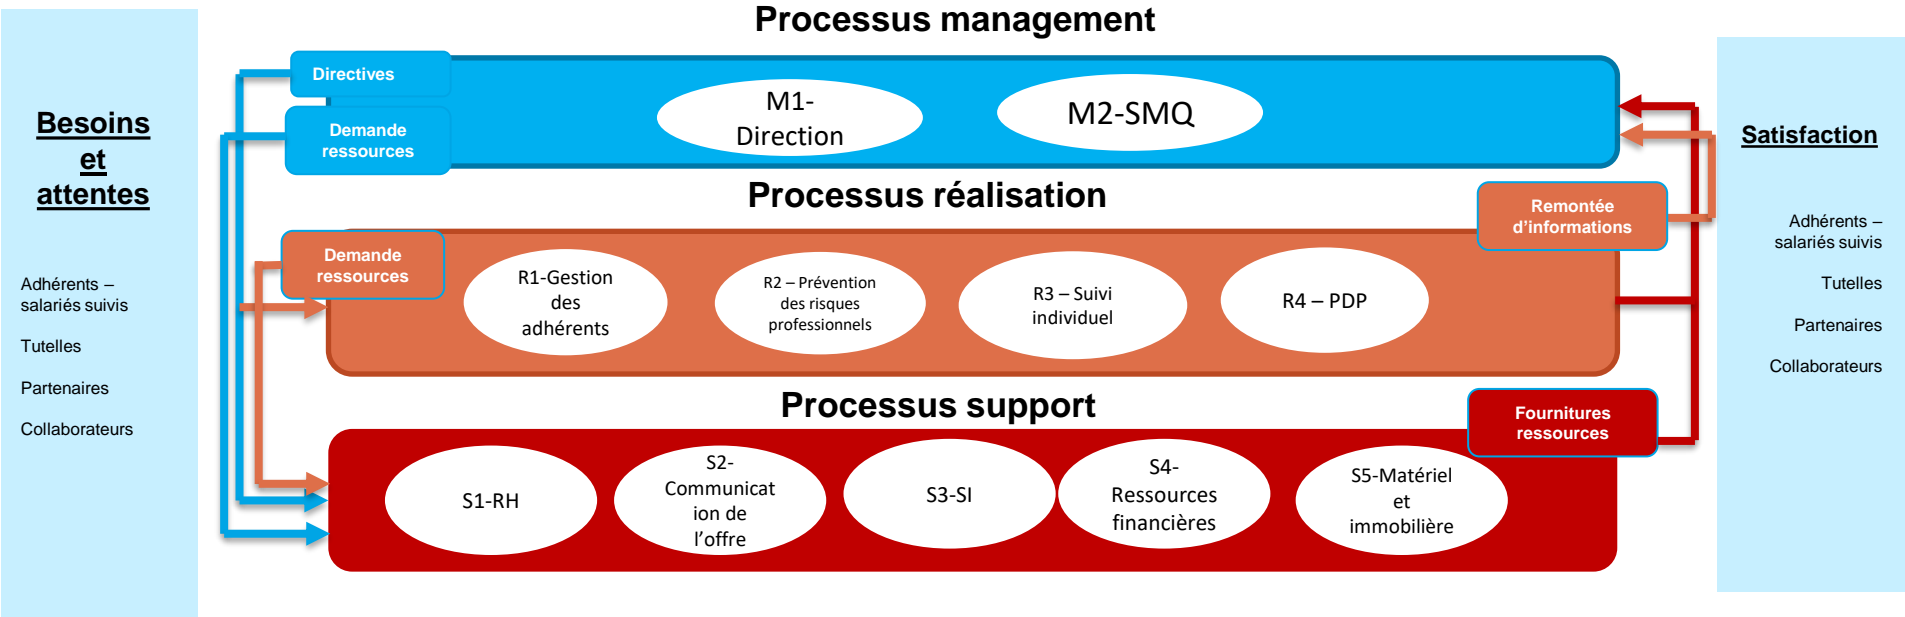 Processus management
Besoins
et
attentes
Adhérents –
salariés suivis
Tutelles
Partenaires
Collaborateurs
Directives
Demande
ressources
M1-
Direction
M2-SMQ
Processus réalisation
Remontée
d’informations
Demande
ressources
R1-Gestion
des
adhérents
R2 – Prévention
des risques
professionnels
R3 – Suivi
individuel
R4 – PDP
Processus support
Fournitures
ressources
S1-RH
S2-
Communicat
ion de
l’offre
S3-SI
S4-
Ressources
financières
S5-Matériel
et
immobilière
Satisfaction
Adhérents –
salariés suivis
Tutelles
Partenaires
Collaborateurs